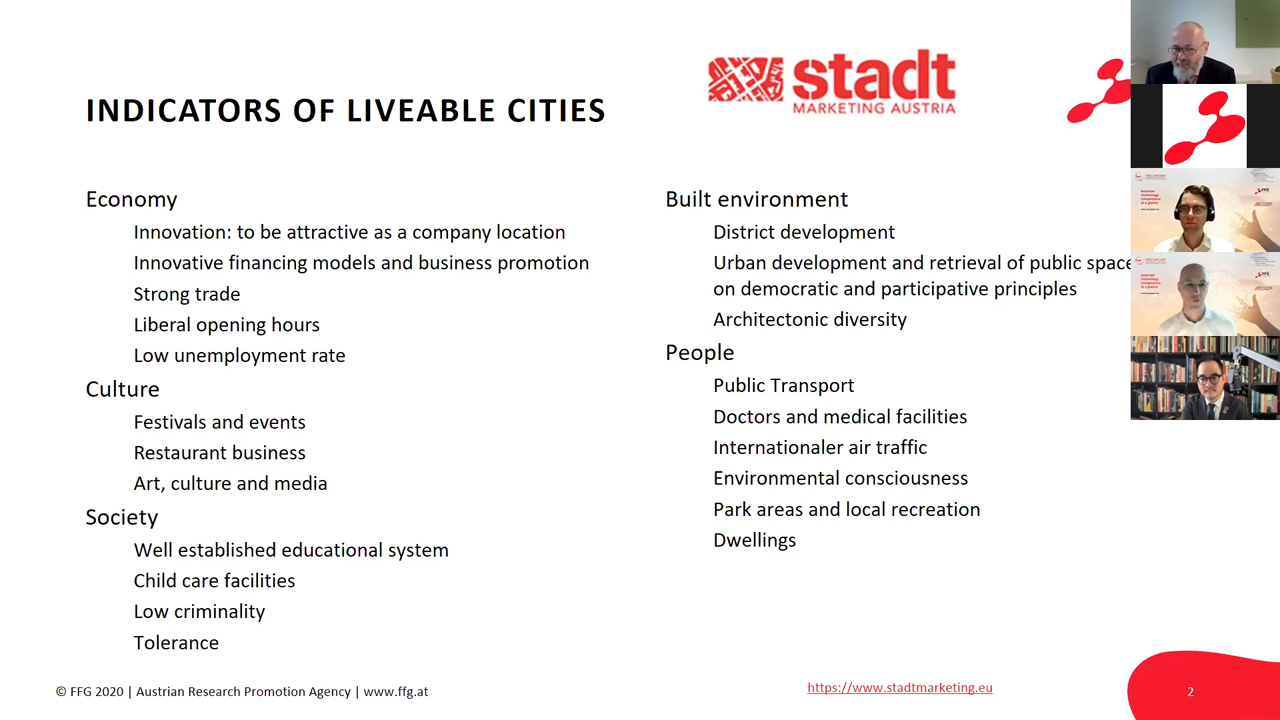 stadt
MARKETING AUSTRIA
INDICATORS OF LIVEABLE CITIES
Economy
Innovation: to be attractive as a company location
Innovative financing models and business promotion
Strong trade
Liberal opening hours
Low unemployment rate
Culture
Festivals and events
Restaurant business
Art, culture and media
Society
Well established educational system
Child care facilities
Low criminality
Tolerance
Built environment
District development
Urban development and retrieval of public space
on democratic and participative principles
Architectonic diversity
People
Public Transport
Doctors and medical facilities
Internationaler air traffic
Environmental consciousness
Park areas and local recreation
Dwellings
© FFG 2020 | Austrian Research Promotion Agency | www.ffg.at
https://www.stadtmarketing.eu
2